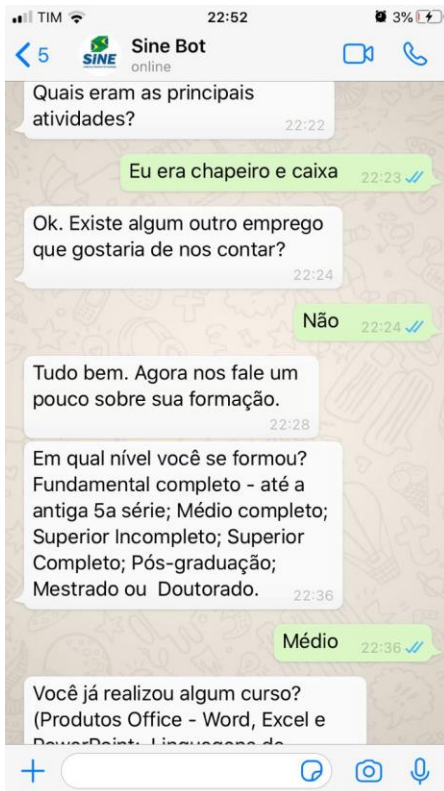 TIM 22:52 3%
5 SINE Sine Bot
online
Quais eram as principais
atividades?
22:22
Eu era chapeiro e caixa 22:23
Ok. Existe algum outro emprego
que gostaria de nos contar?
22:24
Não 22:24
Tudo bem. Agora nos fale um
pouco sobre sua formação.
22:28
Em qual nível você se formou?
Fundamental completo - até a
antiga 5a série; Médio completo;
Superior Incompleto; Superior
Completo; Pós-graduação;
Mestrado ou Doutorado. 22:36
Médio 22:36
Você já realizou algum curso?
(Produtos Office - Word, Excel e
PowerPoint; Linguagens de